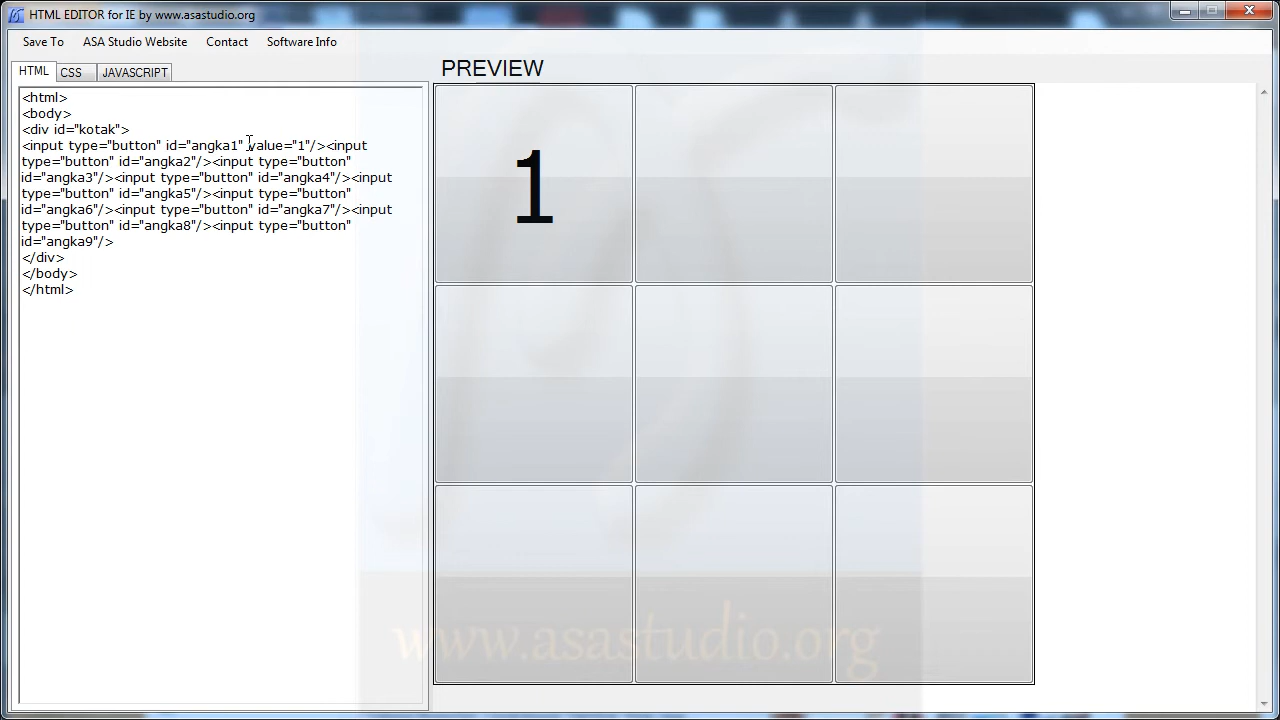 HTML EDITOR for IE by www.asastudio.org
Save To ASA Studio Website Contact Software Info
HTML CSS JAVASCRIPT
PREVIEW
<html>
<body>
<div id="kotak">
<input type="button" id="angka1" value="1"/><input
type="button" id="angka2"/><input type="button"
id="angka3"/><input type="button" id="angka4"/><input
type="button" id="angka5"/><input type="button"
id="angka6"/><input type="button" id="angka7"/><input
type="button" id="angka8"/><input type="button"
id="angka9"/>
</div>
</body>
</html>
1
www.asastudio.org